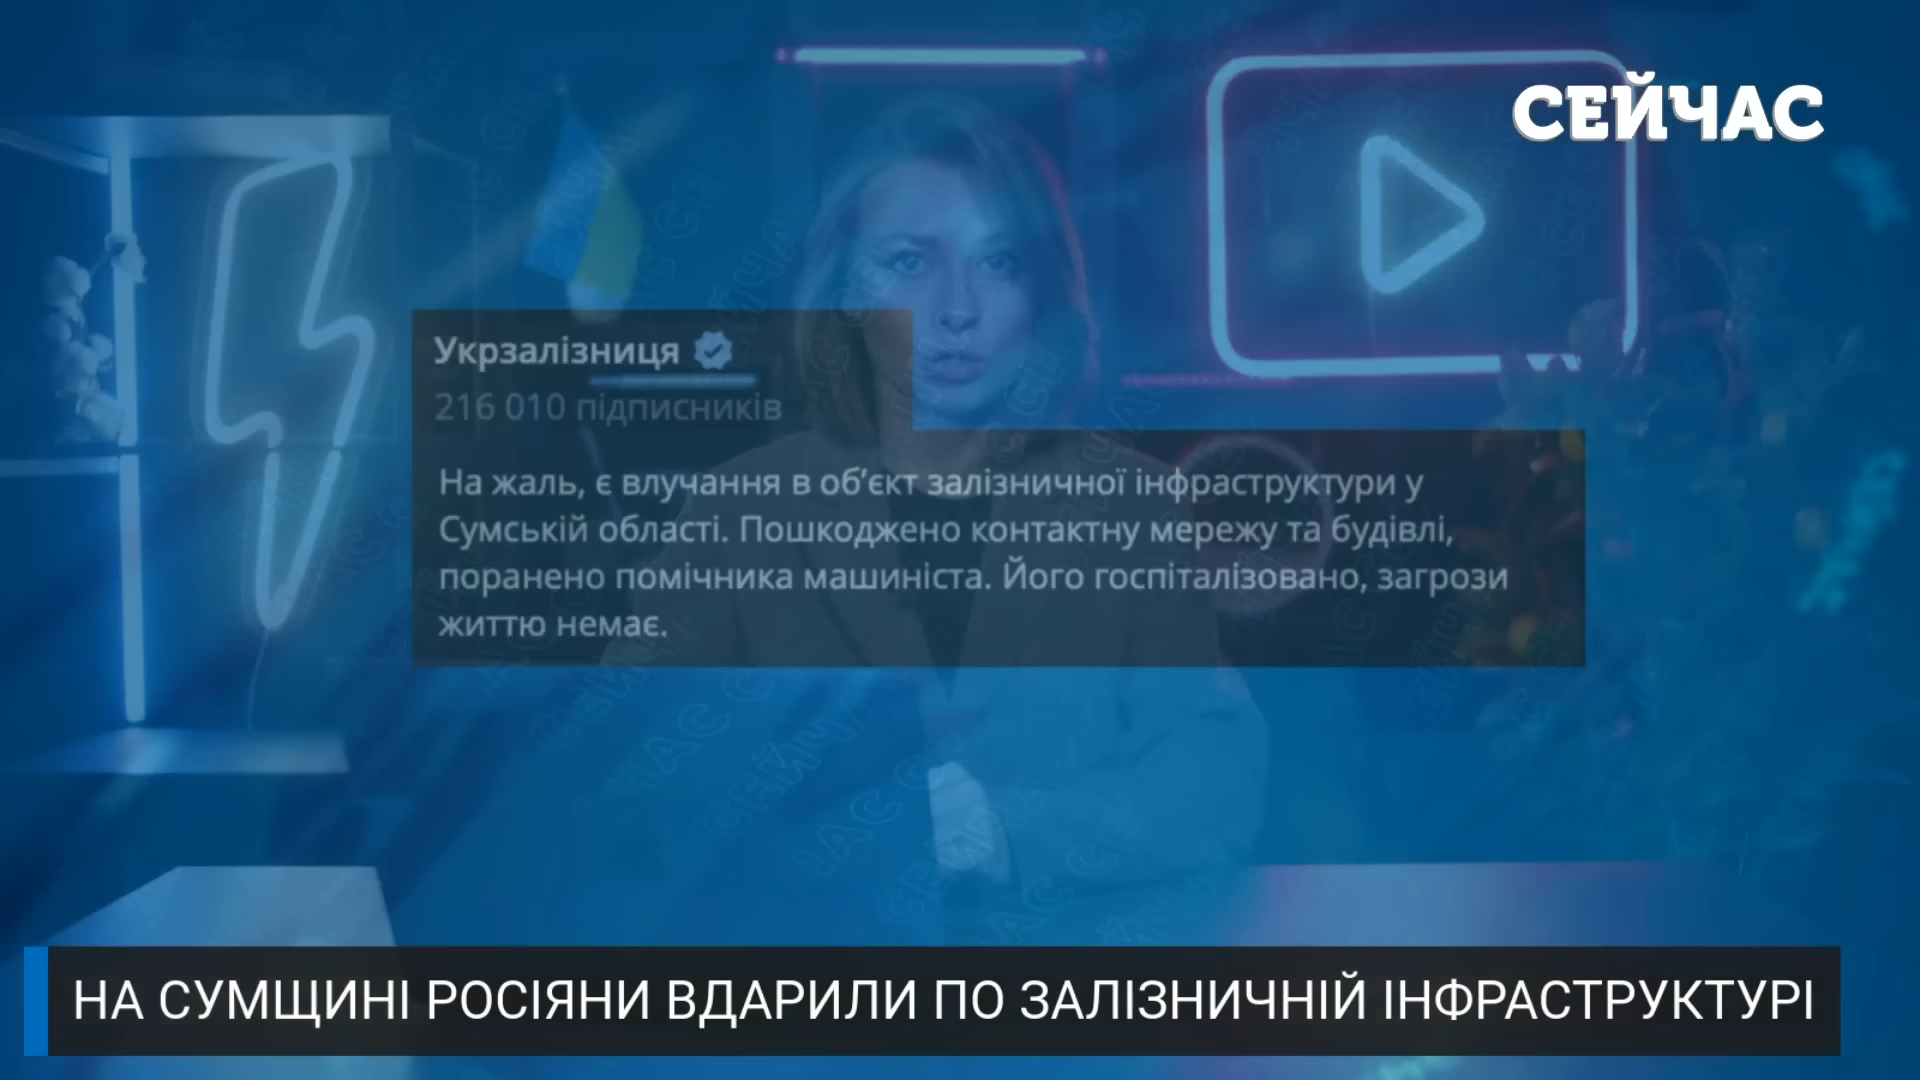 СЕЙЧАС
Укрзалізниця
216 010 підписників
На жаль, є влучання в об’єкт залізничної інфраструктури у
Сумській області. Пошкоджено контактну мережу та будівлі,
поранено помічника машиніста. Його госпіталізовано, загрози
життю немає.
НА СУМЩИНІ РОСІЯНИ ВДАРИЛИ ПО ЗАЛІЗНИЧНІЙ ІНФРАСТРУКТУРІ